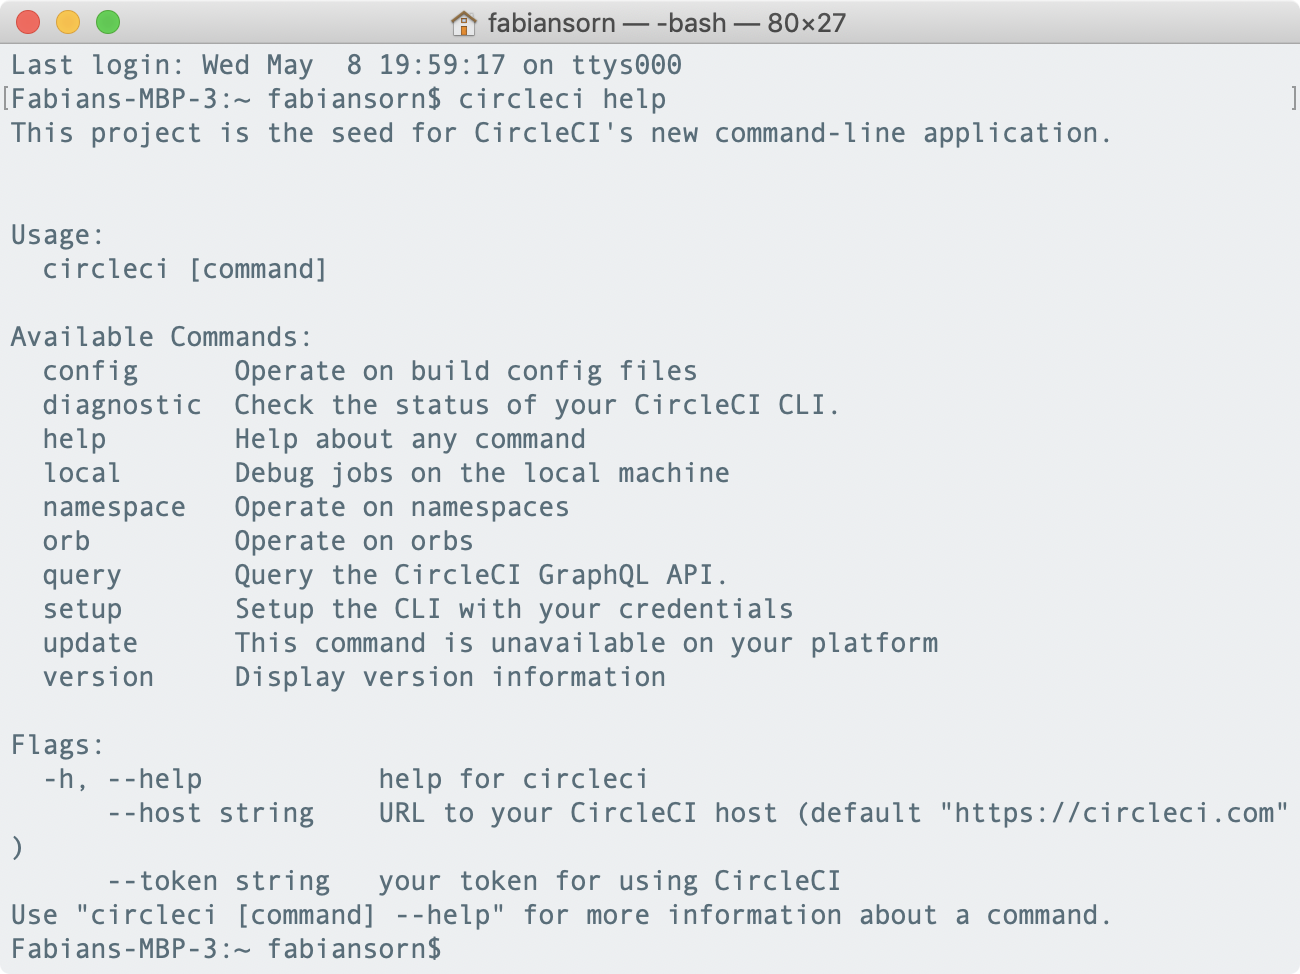 fabiansorn — -bash — 80×27
Last login: Wed May  8 19:59:17 on ttys000
[Fabians-MBP-3:~ fabiansorn$ circleci help ]
This project is the seed for CircleCI's new command-line application.
Usage:
  circleci [command]
Available Commands:
  config      Operate on build config files
  diagnostic  Check the status of your CircleCI CLI.
  help        Help about any command
  local       Debug jobs on the local machine
  namespace   Operate on namespaces
  orb         Operate on orbs
  query       Query the CircleCI GraphQL API.
  setup       Setup the CLI with your credentials
  update      This command is unavailable on your platform
  version     Display version information
Flags:
  -h, --help           help for circleci
      --host string    URL to your CircleCI host (default "https://circleci.com"
)
      --token string   your token for using CircleCI
Use "circleci [command] --help" for more information about a command.
Fabians-MBP-3:~ fabiansorn$